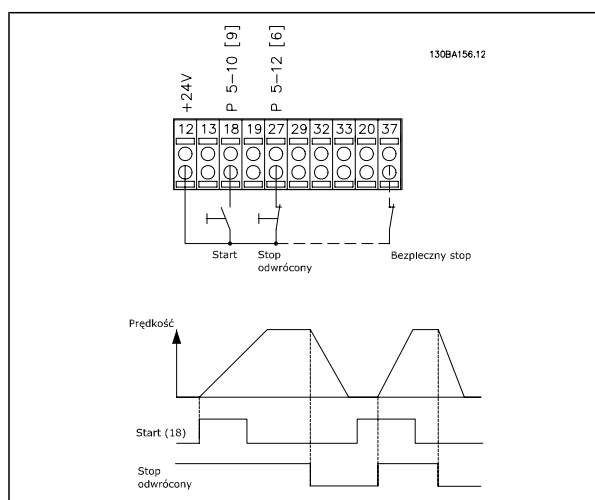 130BA156.12
+24V
P 5-10 [9]
P 5-12 [6]
12 13 18 19 27 29 32 33 20 37
Start
Stop
odwrócony
Bezpieczny stop
Prędkość
Start (18)
Stop
odwrócony